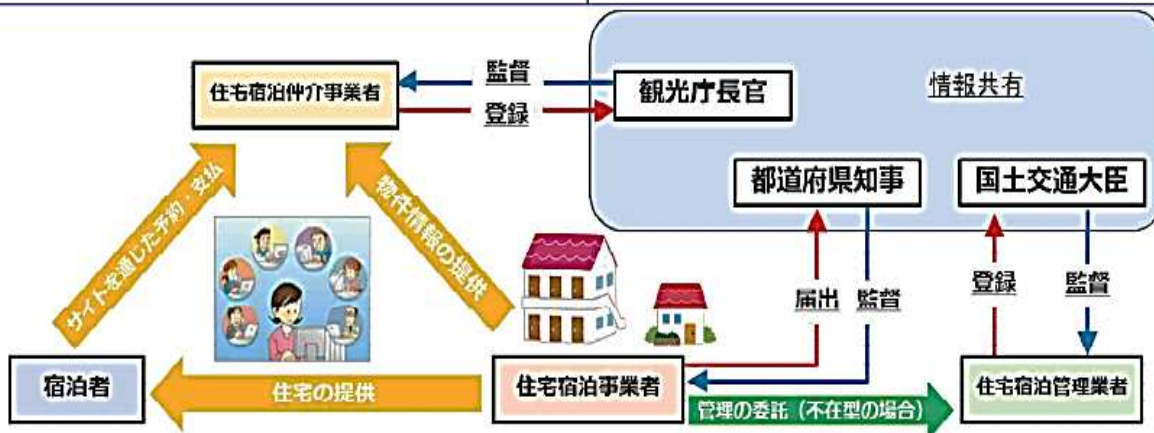 住宅宿泊仲介事業者
監督
登録
観光庁長官
情報共有
都道府県知事
国土交通大臣
サイトを通じた予約・支払
物件情報の提供
届出
監督
登録
監督
宿泊者
住宅の提供
住宅宿泊事業者
管理の委託（不在型の場合）
住宅宿泊管理業者